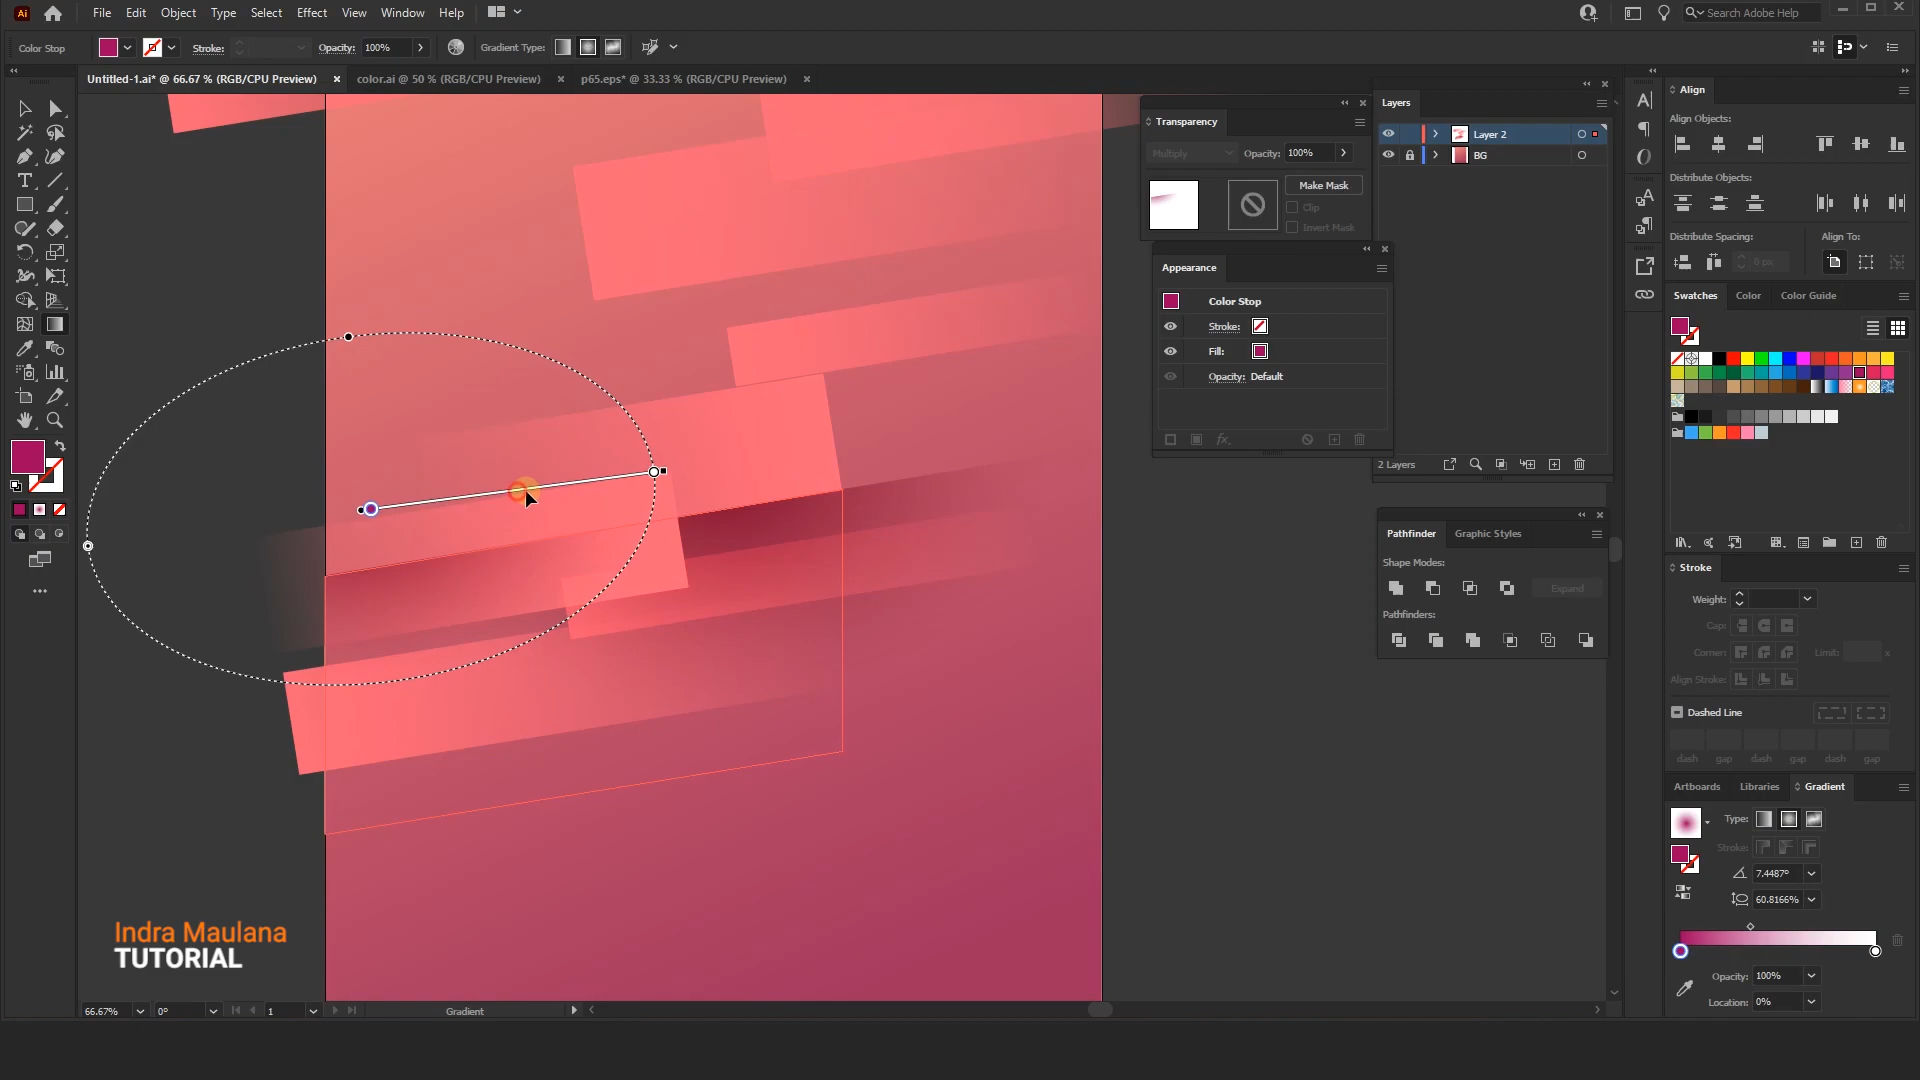 Ai File Edit Object Type Select Effect View Window Help Search Adobe Help
Color Stop Stroke: Opacity: 100% Gradient Type:
Untitled-1.ai* @ 66.67 % (RGB/CPU Preview) color.ai @ 50 % (RGB/CPU Preview) p65.eps* @ 33.33 % (RGB/CPU Preview)
Transparency
Multiply Opacity: 100%
Make Mask
Clip
Invert Mask
Layers
Layer 2
BG
2 Layers
Appearance
Color Stop
Stroke:
Fill:
Opacity: Default
fx.
Pathfinder Graphic Styles
Shape Modes:
Expand
Pathfinders:
Align
Align Objects:
Distribute Objects:
Distribute Spacing: Align To:
0 px
Swatches Color Color Guide
Stroke
Weight:
Cap:
Corner: Limit: x
Align Stroke:
Dashed Line
dash gap dash gap dash gap
Artboards Libraries Gradient
Type:
Stroke:
7.4487°
60.8166%
Opacity: 100%
Location: 0%
Indra Maulana
TUTORIAL
66.67% 0° 1 Gradient